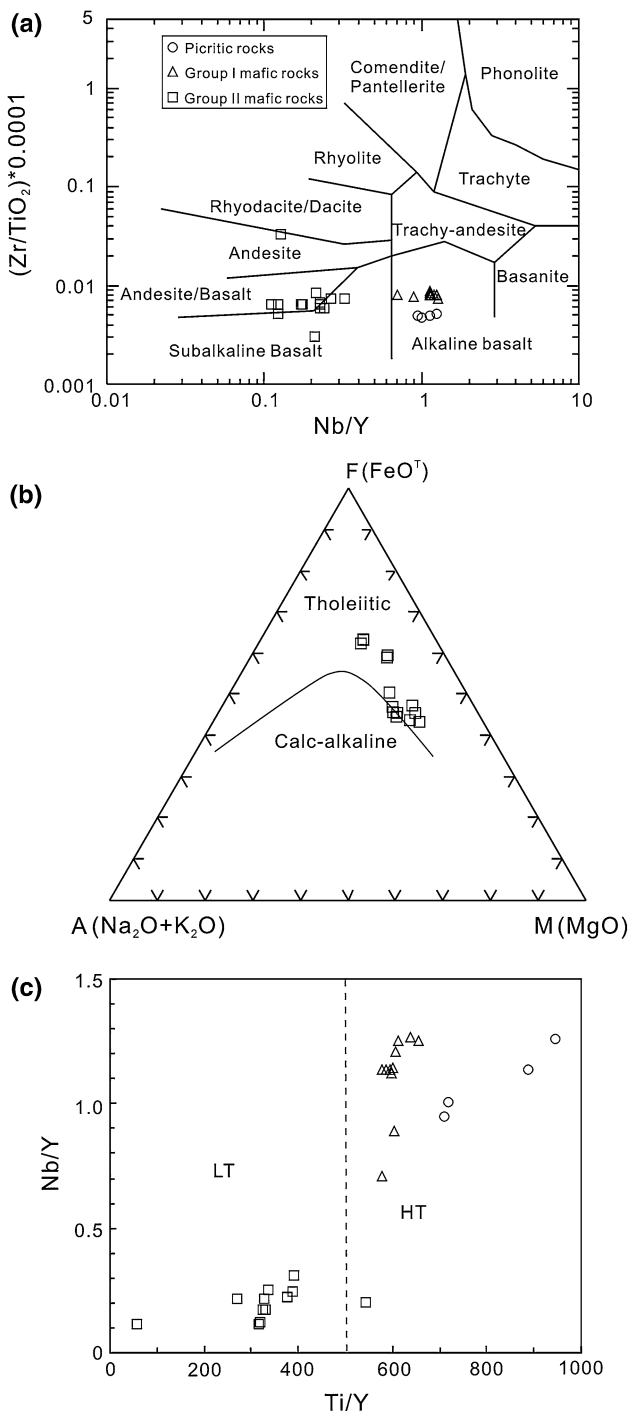 (a)
Picritic rocks
Group I mafic rocks
Group II mafic rocks
Comendite/
Pantellerite
Phonolite
Rhyolite
Trachyte
Rhyodacite/Dacite
Trachy-andesite
Andesite
Basanite
Andesite/Basalt
Subalkaline Basalt
Alkaline basalt
5
1
0.1
0.01
0.001
(Zr/TiO₂)*0.0001
0.01
0.1
1
10
Nb/Y
(b)
F(FeOᵀ)
Tholeiitic
Calc-alkaline
A(Na₂O+K₂O)
M(MgO)
(c)
1.5
1.0
0.5
0
Nb/Y
LT
HT
0
200
400
600
800
1000
Ti/Y